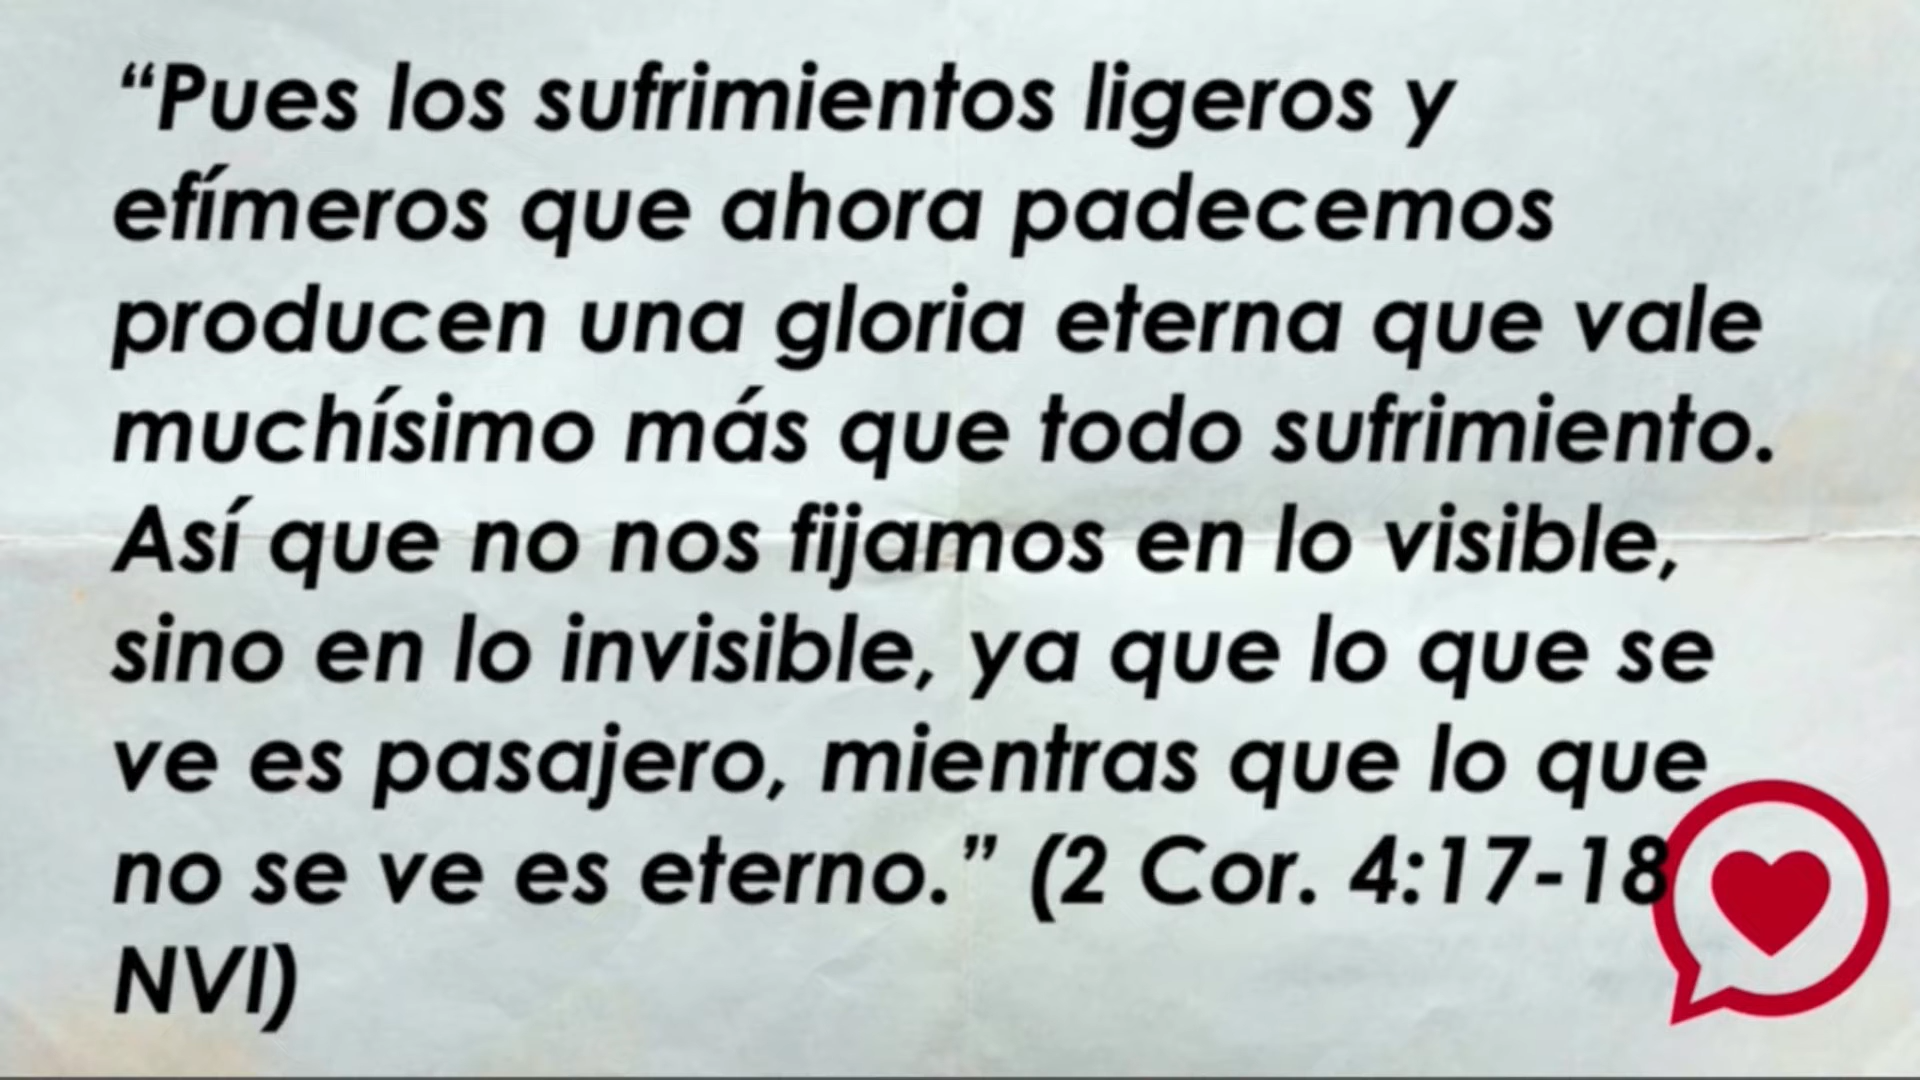 “Pues los sufrimientos ligeros y
efímeros que ahora padecemos
producen una gloria eterna que vale
muchísimo más que todo sufrimiento.
Así que no nos fijamos en lo visible,
sino en lo invisible, ya que lo que se
ve es pasajero, mientras que lo que
no se ve es eterno.” (2 Cor. 4:17-18
NVI)